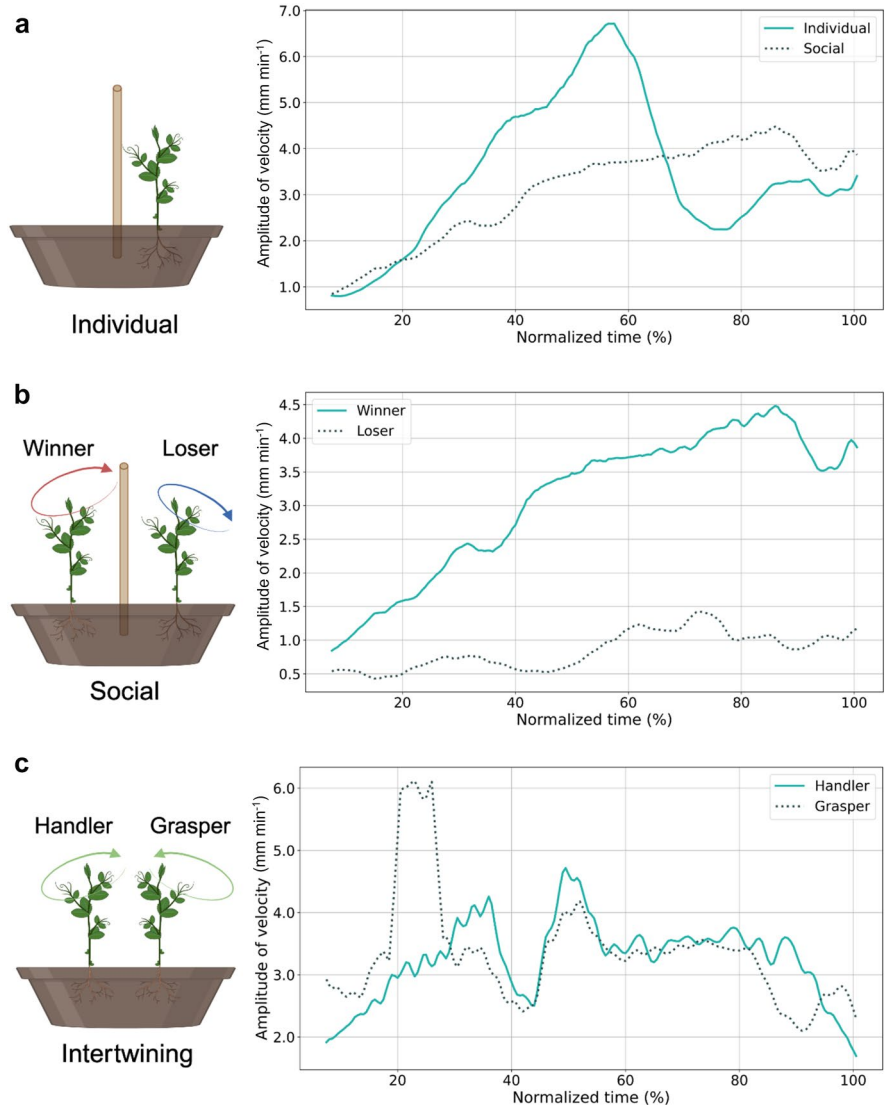 a
Individual
Amplitude of velocity (mm min⁻¹)
7.0
6.0
5.0
4.0
3.0
2.0
1.0
Individual
Social
20 40 60 80 100
Normalized time (%)
b
Winner Loser
Social
Amplitude of velocity (mm min⁻¹)
4.5
4.0
3.5
3.0
2.5
2.0
1.5
1.0
0.5
Winner
Loser
20 40 60 80 100
Normalized time (%)
c
Handler Grasper
Intertwining
Amplitude of velocity (mm min⁻¹)
6.0
5.0
4.0
3.0
2.0
Handler
Grasper
20 40 60 80 100
Normalized time (%)